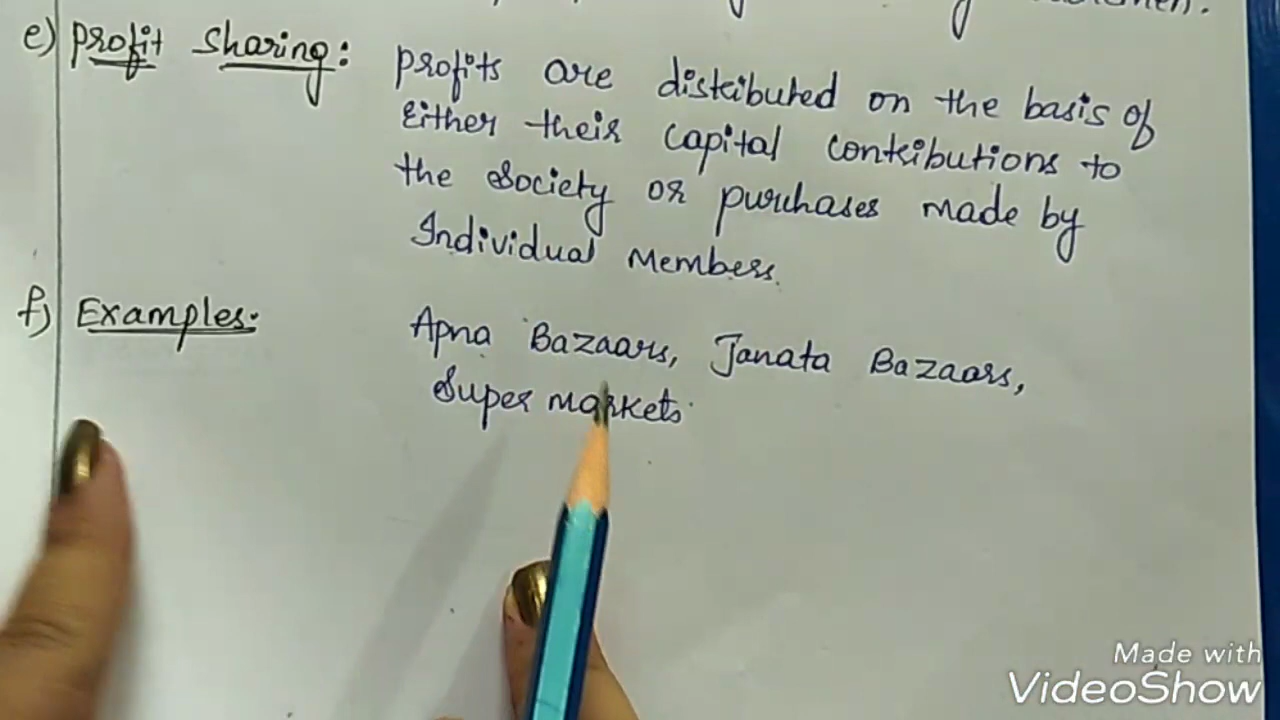 e) Profit Sharing: Profits are distributed on the basis of
Either their capital contributions to
the Society or purchases made by
Individual Members.
f) Examples. Apna Bazaars, Janata Bazaars,
Super markets.
Made with
VideoShow